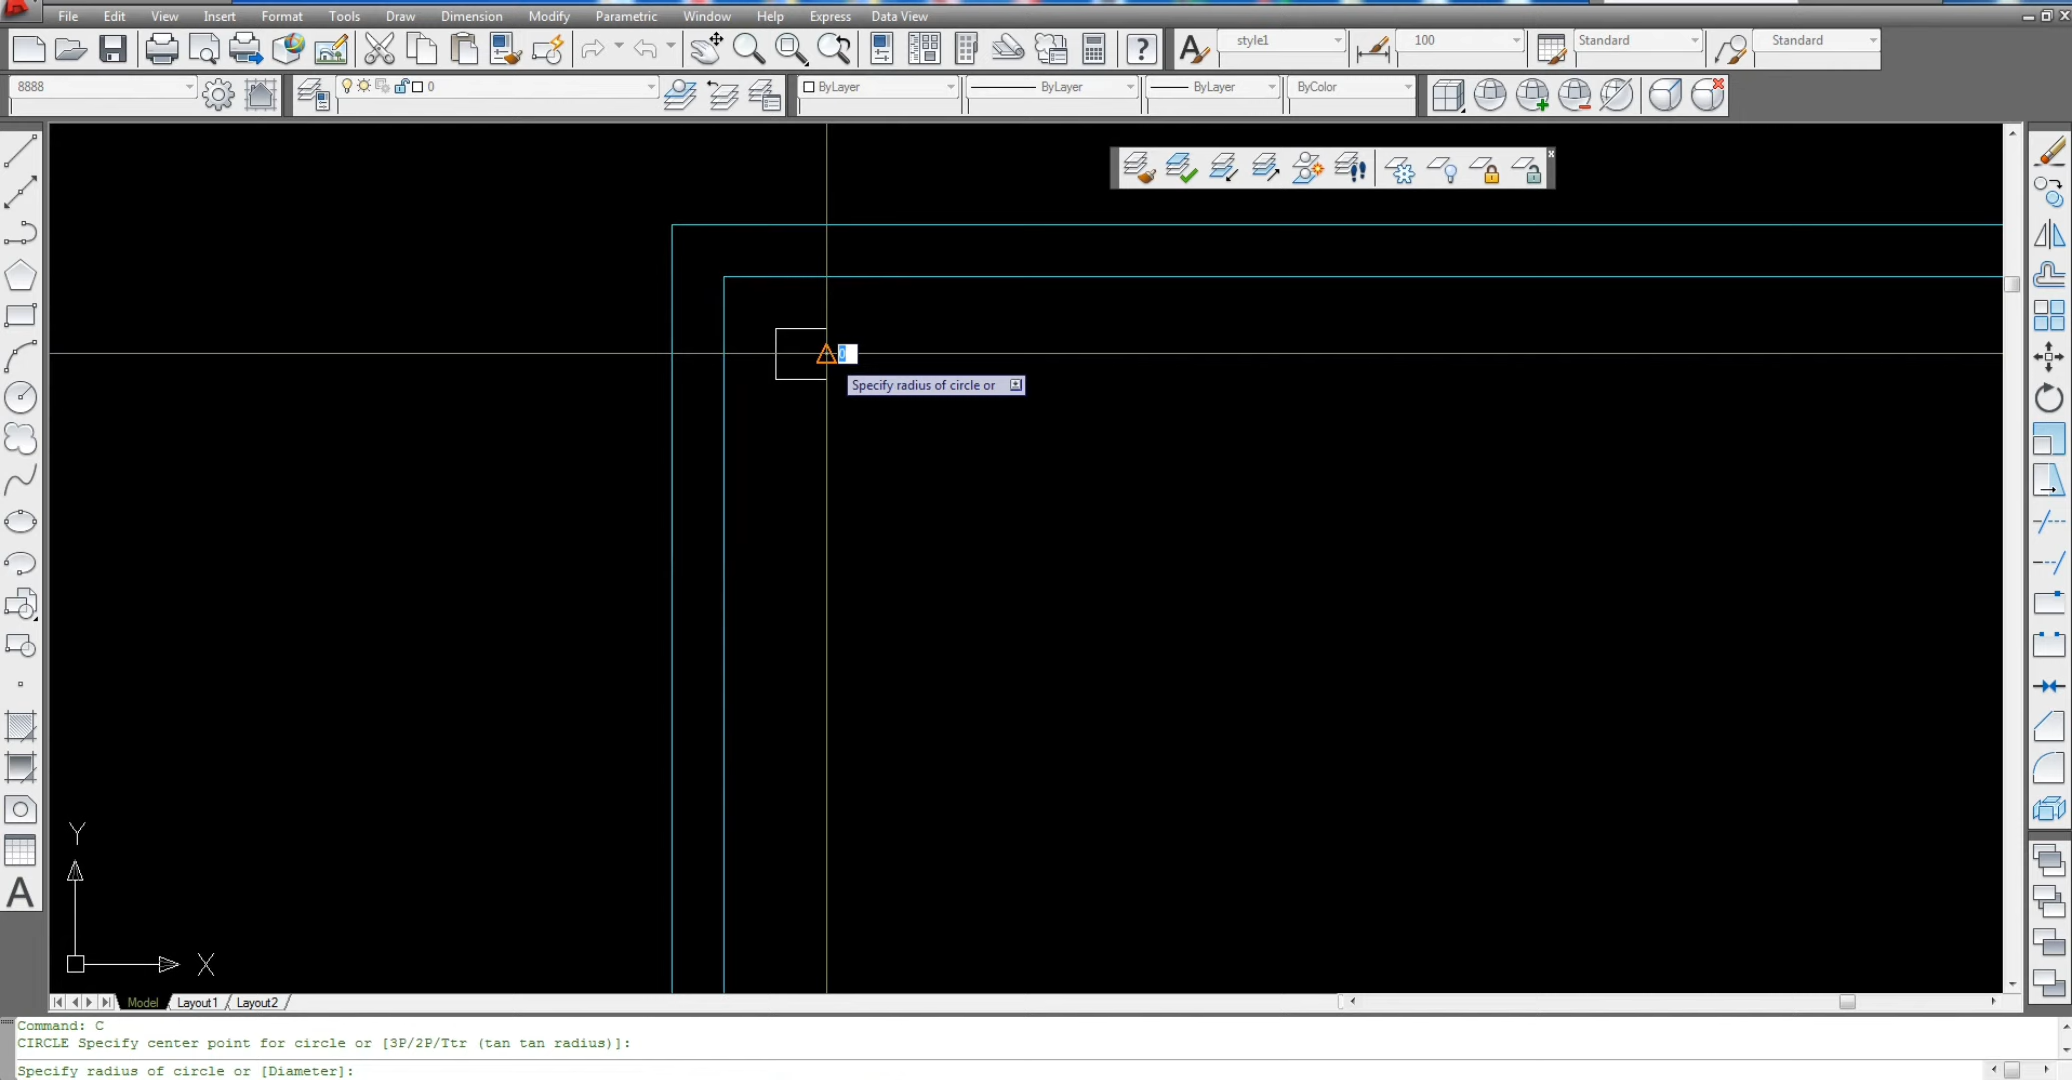 File Edit View Insert Format Tools Draw Dimension Modify Parametric Window Help Express Data View
style1 100 Standard Standard
8888 0 ByLayer ByLayer ByLayer ByColor
0
Specify radius of circle or
Y
X
Model Layout1 Layout2
Command: C
CIRCLE Specify center point for circle or [3P/2P/Ttr (tan tan radius)]:
Specify radius of circle or [Diameter]: